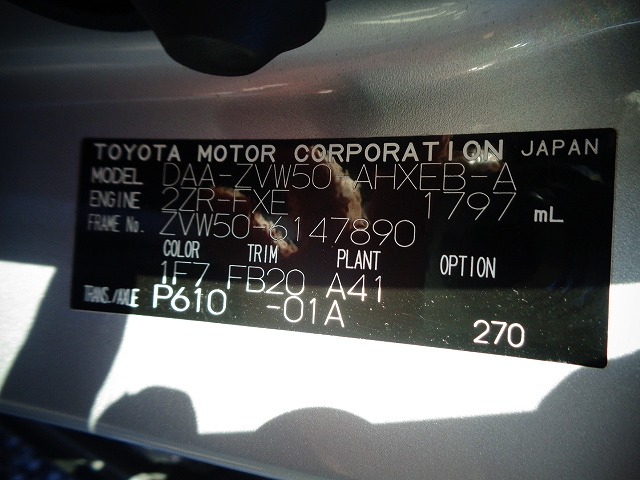 TOYOTA MOTOR CORPORATION JAPAN
MODEL DAA-ZVW50-AHXEB-A
ENGINE 2ZR-FXE 1797 mL
FRAME No. ZVW50-6147890
COLOR TRIM PLANT OPTION
1F7 FB20 A41
TRANS./AXLE P610 -01A
270